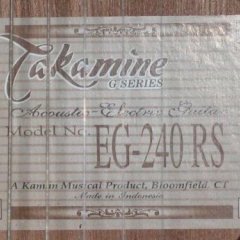 Takamine
G SERIES
Acoustic-Electric Guitar
Model No. EG-240 RS
A Kaman Musical Product, Bloomfield, CT
Made in Indonesia